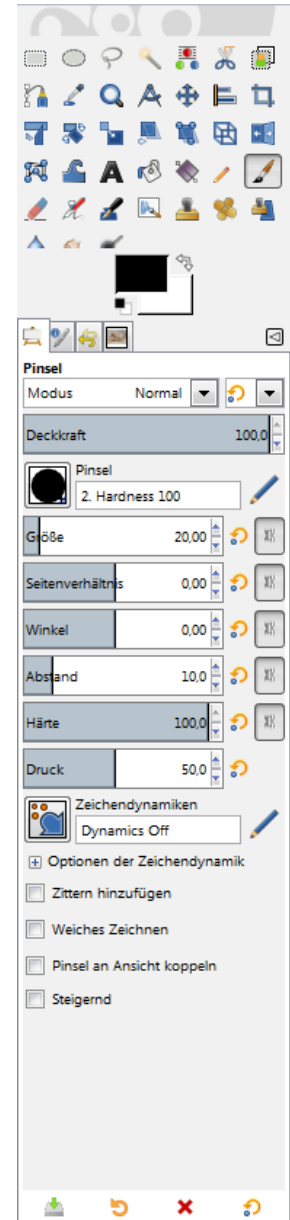 Pinsel
Modus Normal
Deckkraft 100,0
Pinsel
2. Hardness 100
Größe 20,00
Seitenverhältnis 0,00
Winkel 0,00
Abstand 10,0
Härte 100,0
Druck 50,0
Zeichendynamiken
Dynamics Off
Optionen der Zeichendynamik
Zittern hinzufügen
Weiches Zeichnen
Pinsel an Ansicht koppeln
Steigernd